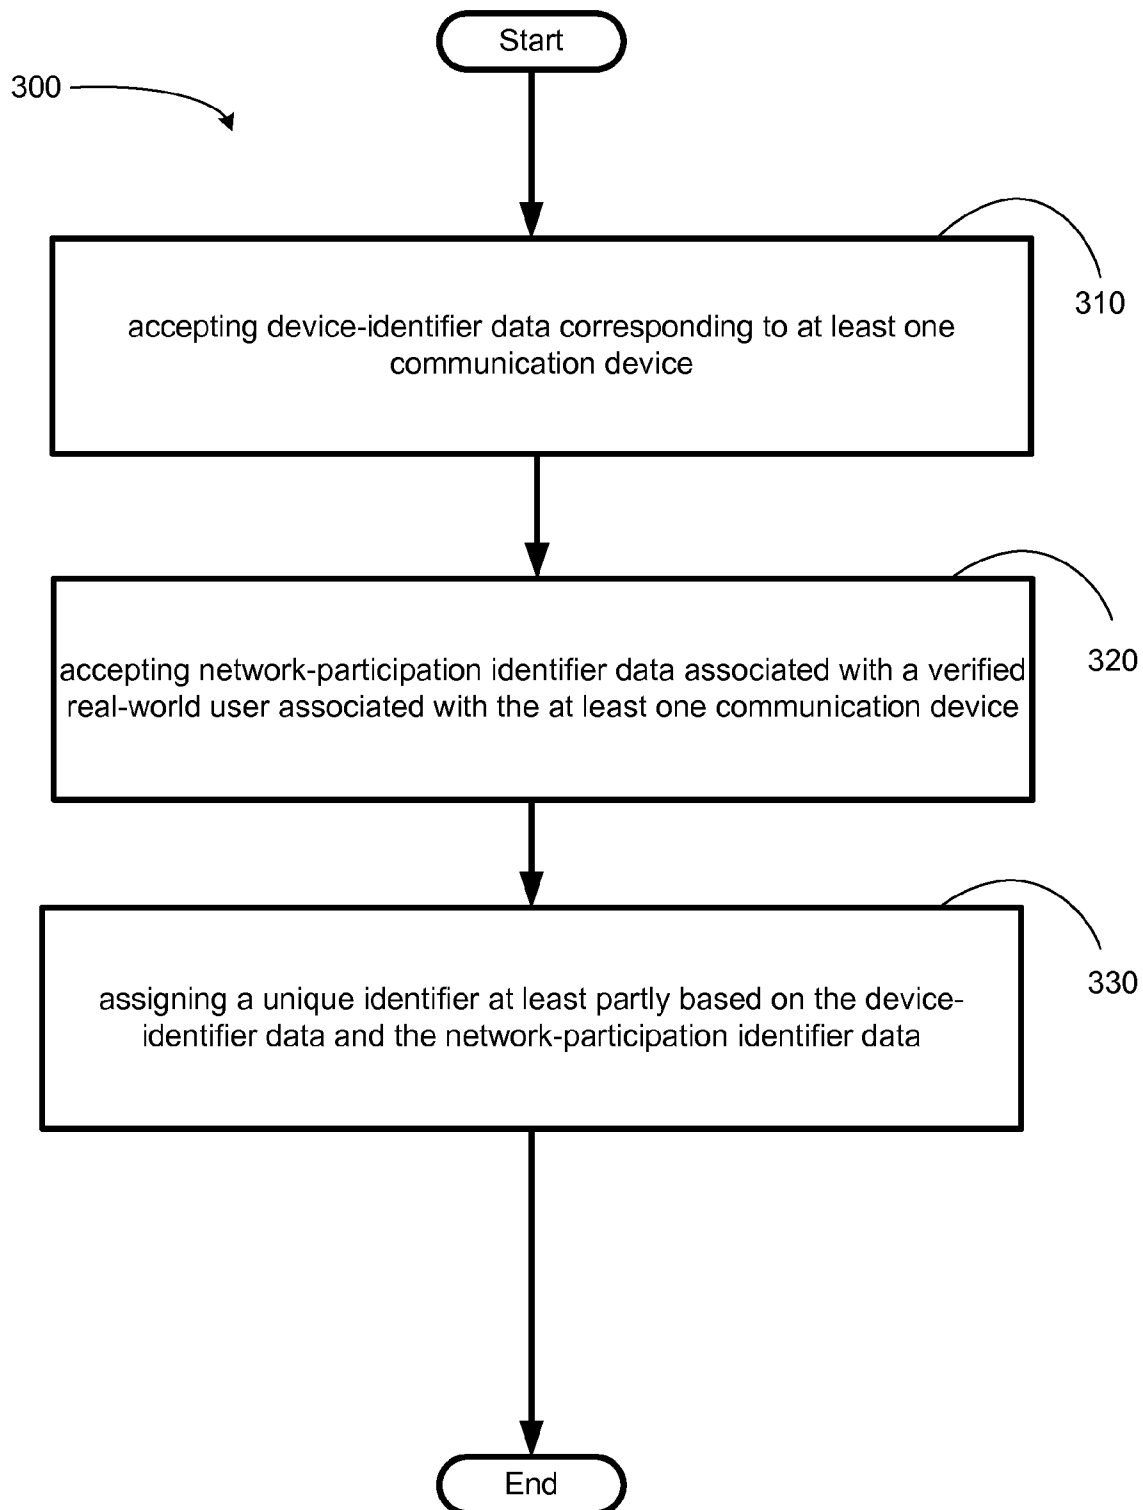 Start
300
310
accepting device-identifier data corresponding to at least one
communication device
320
accepting network-participation identifier data associated with a verified
real-world user associated with the at least one communication device
330
assigning a unique identifier at least partly based on the device-
identifier data and the network-participation identifier data
End